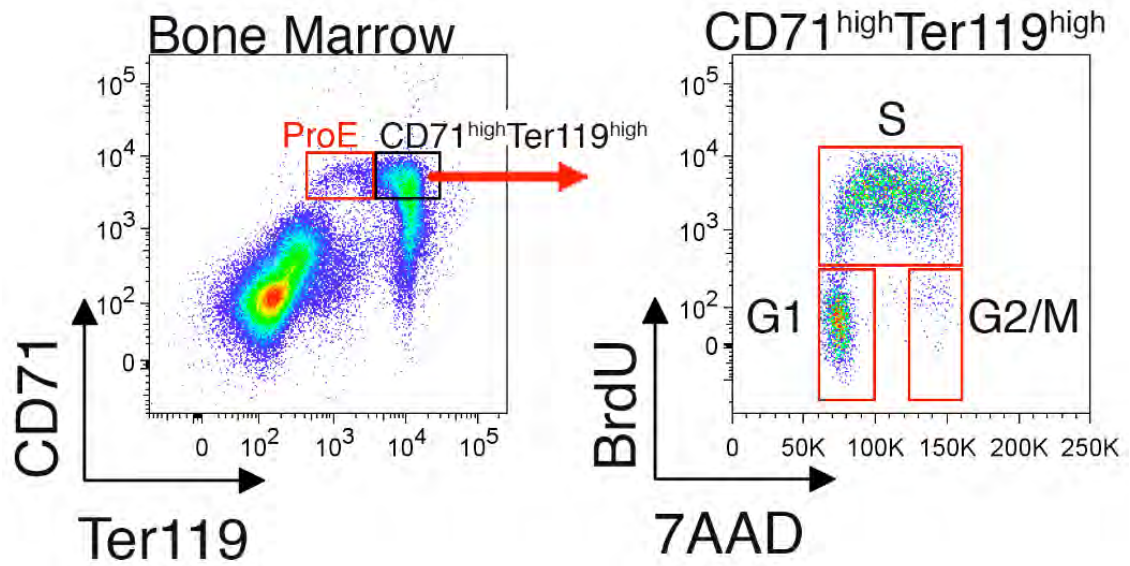 Bone Marrow
CD71highTer119high
10^5
10^4
10^3
10^2
0
ProE
CD71highTer119high
CD71
0 10^2 10^3 10^4 10^5
Ter119
10^5
10^4
10^3
10^2
0
S
G1
G2/M
BrdU
0 50K 100K 150K 200K 250K
7AAD